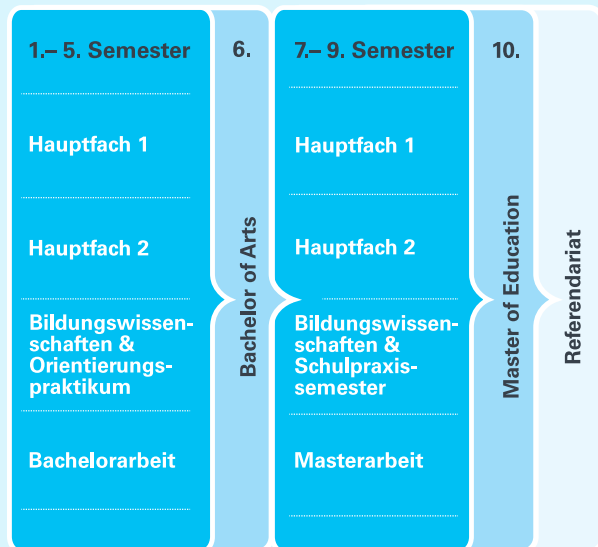 1.– 5. Semester
Hauptfach 1
Hauptfach 2
Bildungswissen-
schaften &
Orientierungs-
praktikum
Bachelorarbeit
6.
Bachelor of Arts
7.– 9. Semester
Hauptfach 1
Hauptfach 2
Bildungswissen-
schaften &
Schulpraxis-
semester
Masterarbeit
10.
Master of Education
Referendariat